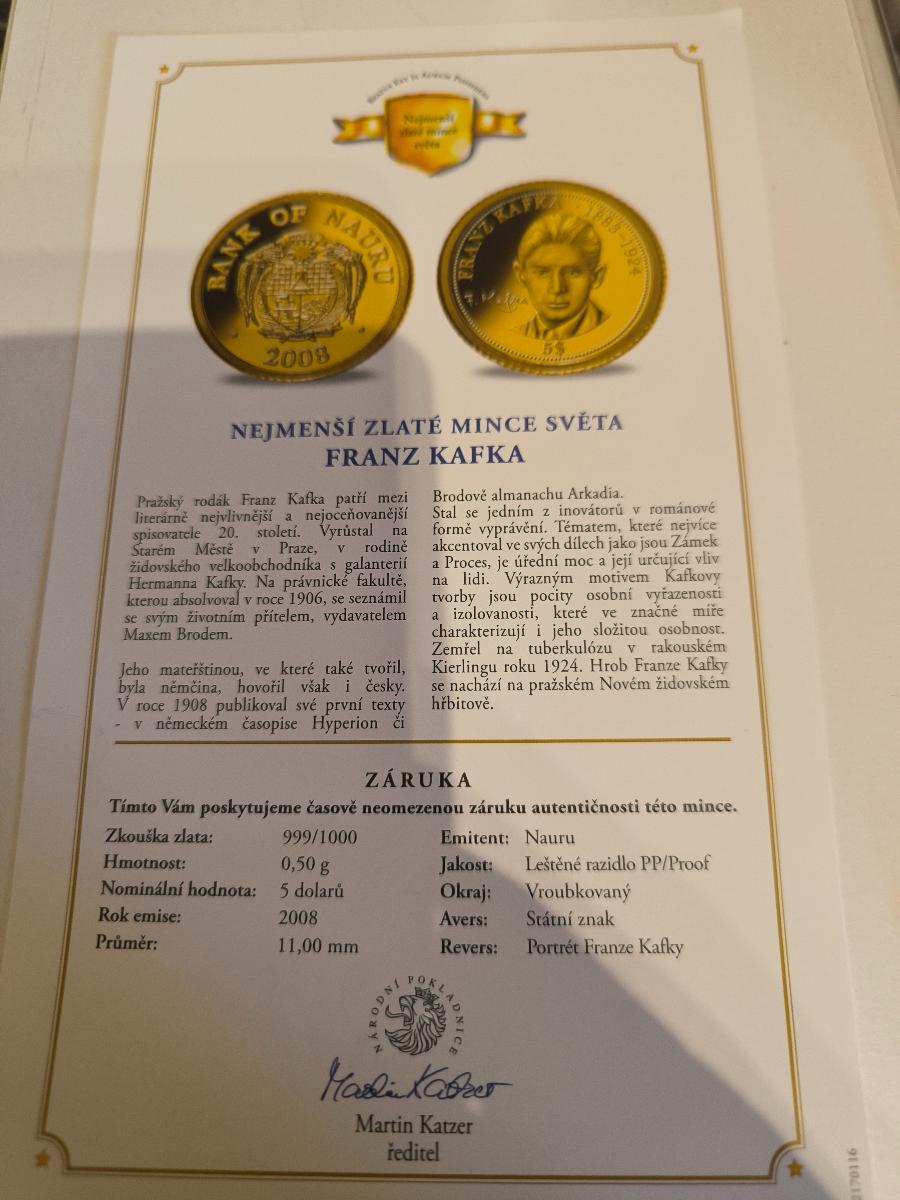 Nejmenší
zlaté mince
světa
BANK OF NAURU
2008
FRANZ KAFKA · 1883-1924
5$
NEJMENŠÍ ZLATÉ MINCE SVĚTA
FRANZ KAFKA
Pražský rodák Franz Kafka patří mezi
literárně nejvlivnější a nejoceňovanější
spisovatele 20. století. Vyrůstal na
Starém Městě v Praze, v rodině
židovského velkoobchodníka s galanterií
Hermanna Kafky. Na právnické fakultě,
kterou absolvoval v roce 1906, se seznámil
se svým životním přítelem, vydavatelem
Maxem Brodem.
Jeho mateřštinou, ve které také tvořil,
byla němčina, hovořil však i česky.
V roce 1908 publikoval své první texty
- v německém časopise Hyperion či
Brodově almanachu Arkadia.
Stal se jedním z inovátorů v románové
formě vyprávění. Tématem, které nejvíce
akcentoval ve svých dílech jako jsou Zámek
a Proces, je úřední moc a její určující vliv
na lidi. Výrazným motivem Kafkovy
tvorby jsou pocity osobní vyřazenosti
a izolovanosti, které ve značné míře
charakterizují i jeho složitou osobnost.
Zemřel na tuberkulózu v rakouském
Kierlingu roku 1924. Hrob Franze Kafky
se nachází na pražském Novém židovském
hřbitově.
ZÁRUKA
Tímto Vám poskytujeme časově neomezenou záruku autentičnosti této mince.
Zkouška zlata: 999/1000
Hmotnost: 0,50 g
Nominální hodnota: 5 dolarů
Rok emise: 2008
Průměr: 11,00 mm
Emitent: Nauru
Jakost: Leštěné razidlo PP/Proof
Okraj: Vroubkovaný
Avers: Státní znak
Revers: Portrét Franze Kafky
NÁRODNÍ POKLADNICE
Martin Katzer
Martin Katzer
ředitel